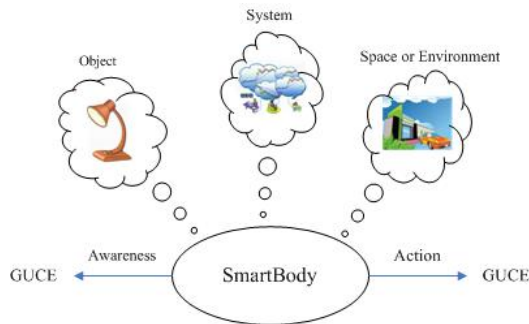 System
Object
Space or Environment
Awareness
Action
GUCE
SmartBody
GUCE